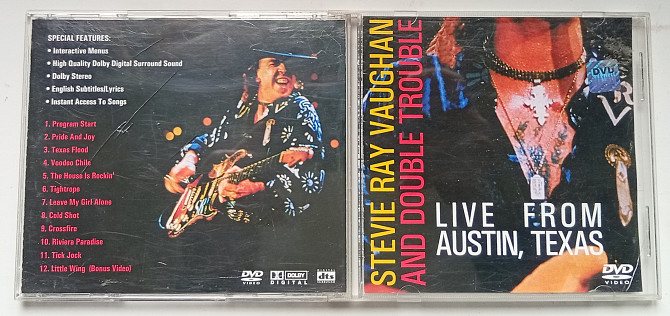 SPECIAL FEATURES:
• Interactive Menus
• High Quality Dolby Digital Surround Sound
• Dolby Stereo
• English Subtitles/Lyrics
• Instant Access To Songs
1. Program Start
2. Pride And Joy
3. Texas Flood
4. Voodoo Chile
5. The House Is Rockin'
6. Tightrope
7. Leave My Girl Alone
8. Cold Shot
9. Crossfire
10. Riviera Paradise
11. Tick Jock
12. Little Wing (Bonus Video)
DVD
VIDEO
DOLBY
DIGITAL
dts
STEVIE RAY VAUGHAN
AND DOUBLE TROUBLE
DVD
LIVE FROM
AUSTIN, TEXAS
DVD
VIDEO